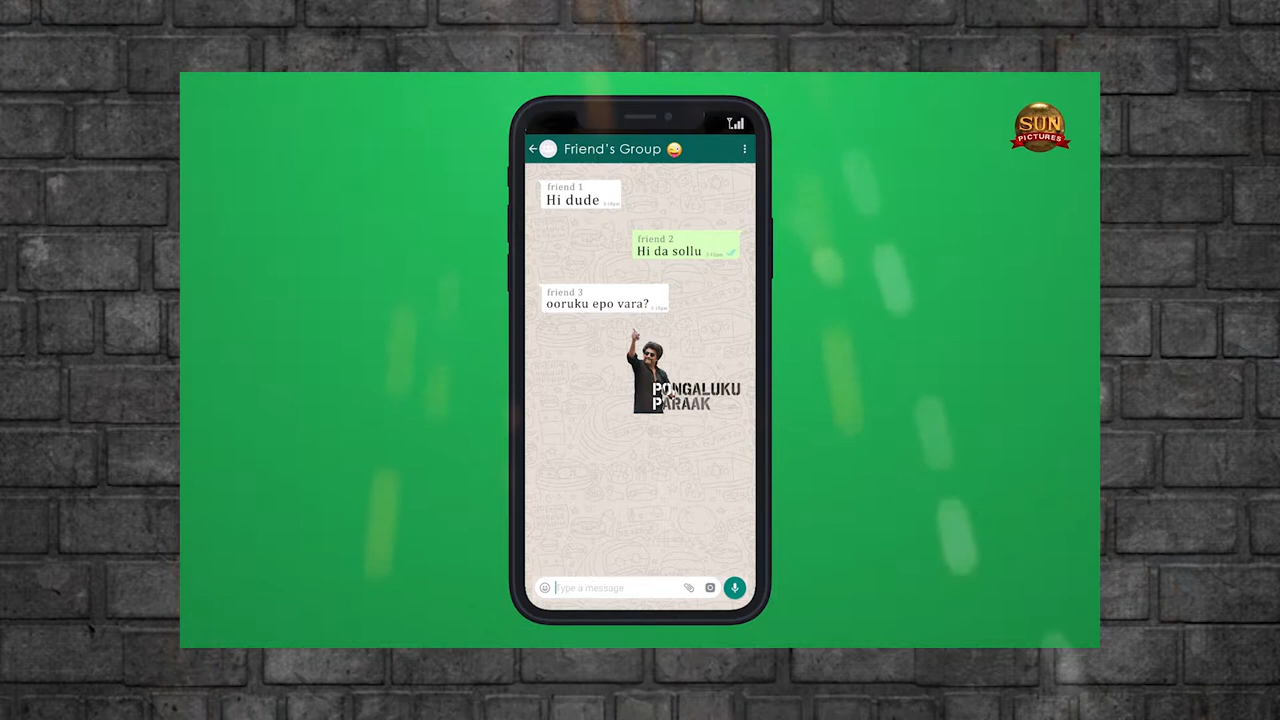 SUN
PICTURES
Friend's Group
friend 1
Hi dude
friend 2
Hi da sollu
friend 3
ooruku epo vara?
PONGALUKU
PARAAK
Type a message